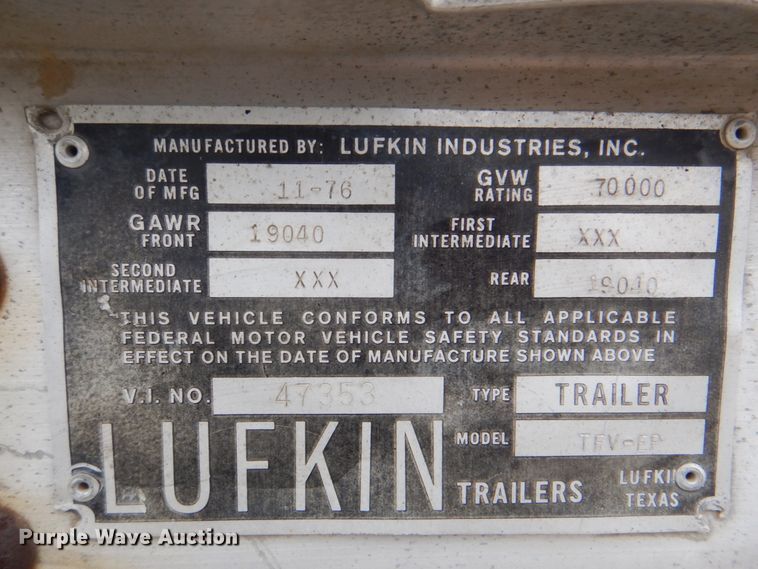 MANUFACTURED BY: LUFKIN INDUSTRIES, INC.
DATE OF MFG 11-76 GVW RATING 70000
GAWR FRONT 19040 FIRST INTERMEDIATE XXX
SECOND INTERMEDIATE XXX REAR 19040
THIS VEHICLE CONFORMS TO ALL APPLICABLE
FEDERAL MOTOR VEHICLE SAFETY STANDARDS IN
EFFECT ON THE DATE OF MANUFACTURE SHOWN ABOVE
V.I. NO. 47353 TYPE TRAILER
MODEL
LUFKIN TRAILERS LUFKIN TEXAS
Purple Wave Auction